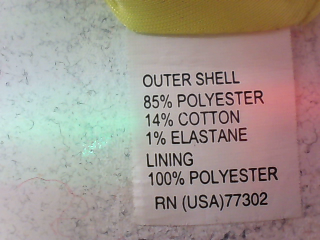 OUTER SHELL
85% POLYESTER
14% COTTON
1% ELASTANE
LINING
100% POLYESTER
RN (USA)77302